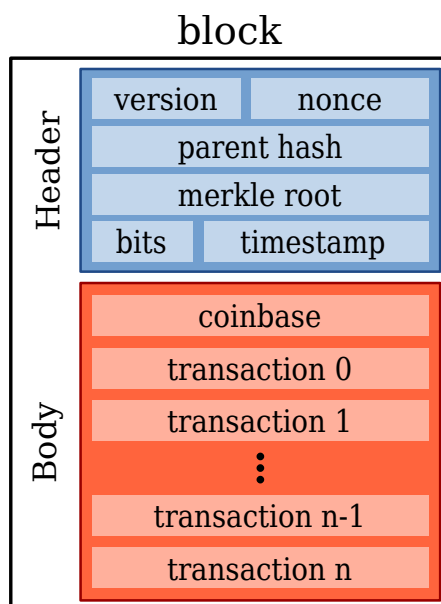 block
Header
version nonce
parent hash
merkle root
bits timestamp
Body
coinbase
transaction 0
transaction 1
⋮
transaction n-1
transaction n